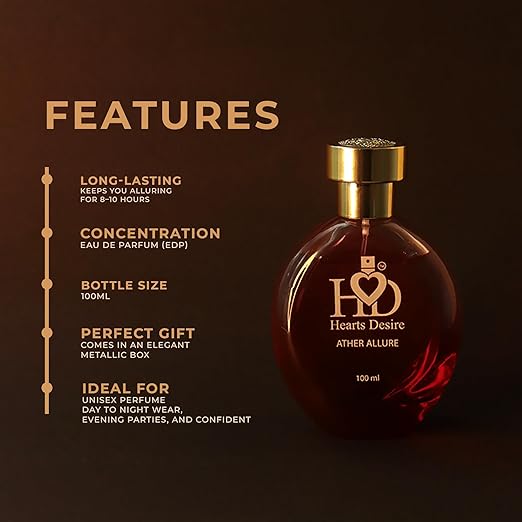 FEATURES
LONG-LASTING
KEEPS YOU ALLURING
FOR 8-10 HOURS
CONCENTRATION
EAU DE PARFUM (EDP)
BOTTLE SIZE
100ML
PERFECT GIFT
COMES IN AN ELEGANT
METALLIC BOX
IDEAL FOR
UNISEX PERFUME
DAY TO NIGHT WEAR,
EVENING PARTIES, AND CONFIDENT
HD
Hearts Desire
ATHER ALLURE
100 ml